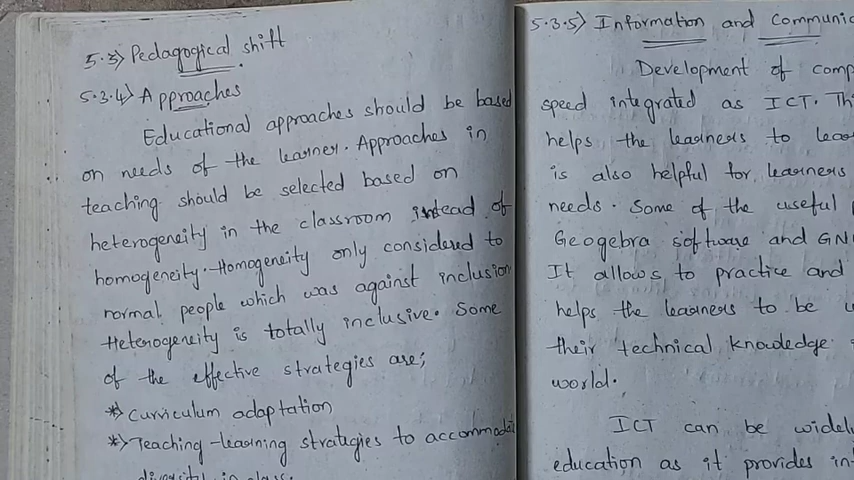 5.3) Pedagogical shift
5.3.4) Approaches
Educational approaches should be based
on needs of the learner. Approaches in
teaching should be selected based on
heterogeneity in the classroom instead of
homogeneity. Homogeneity only considered to
normal people which was against inclusion
Heterogeneity is totally inclusive. Some
of the effective strategies are;
*) Curriculum adaptation
*) Teaching-learning strategies to accommodate
diversity in class.
5.3.5) Information and Communic
Development of comp
speed integrated as ICT. Thi
helps the learners to lear
is also helpful for learners
needs. Some of the useful
Geogebra software and GN
It allows to practice and
helps the learners to be u
their technical knowledge
world.
ICT can be widel
education as it provides in